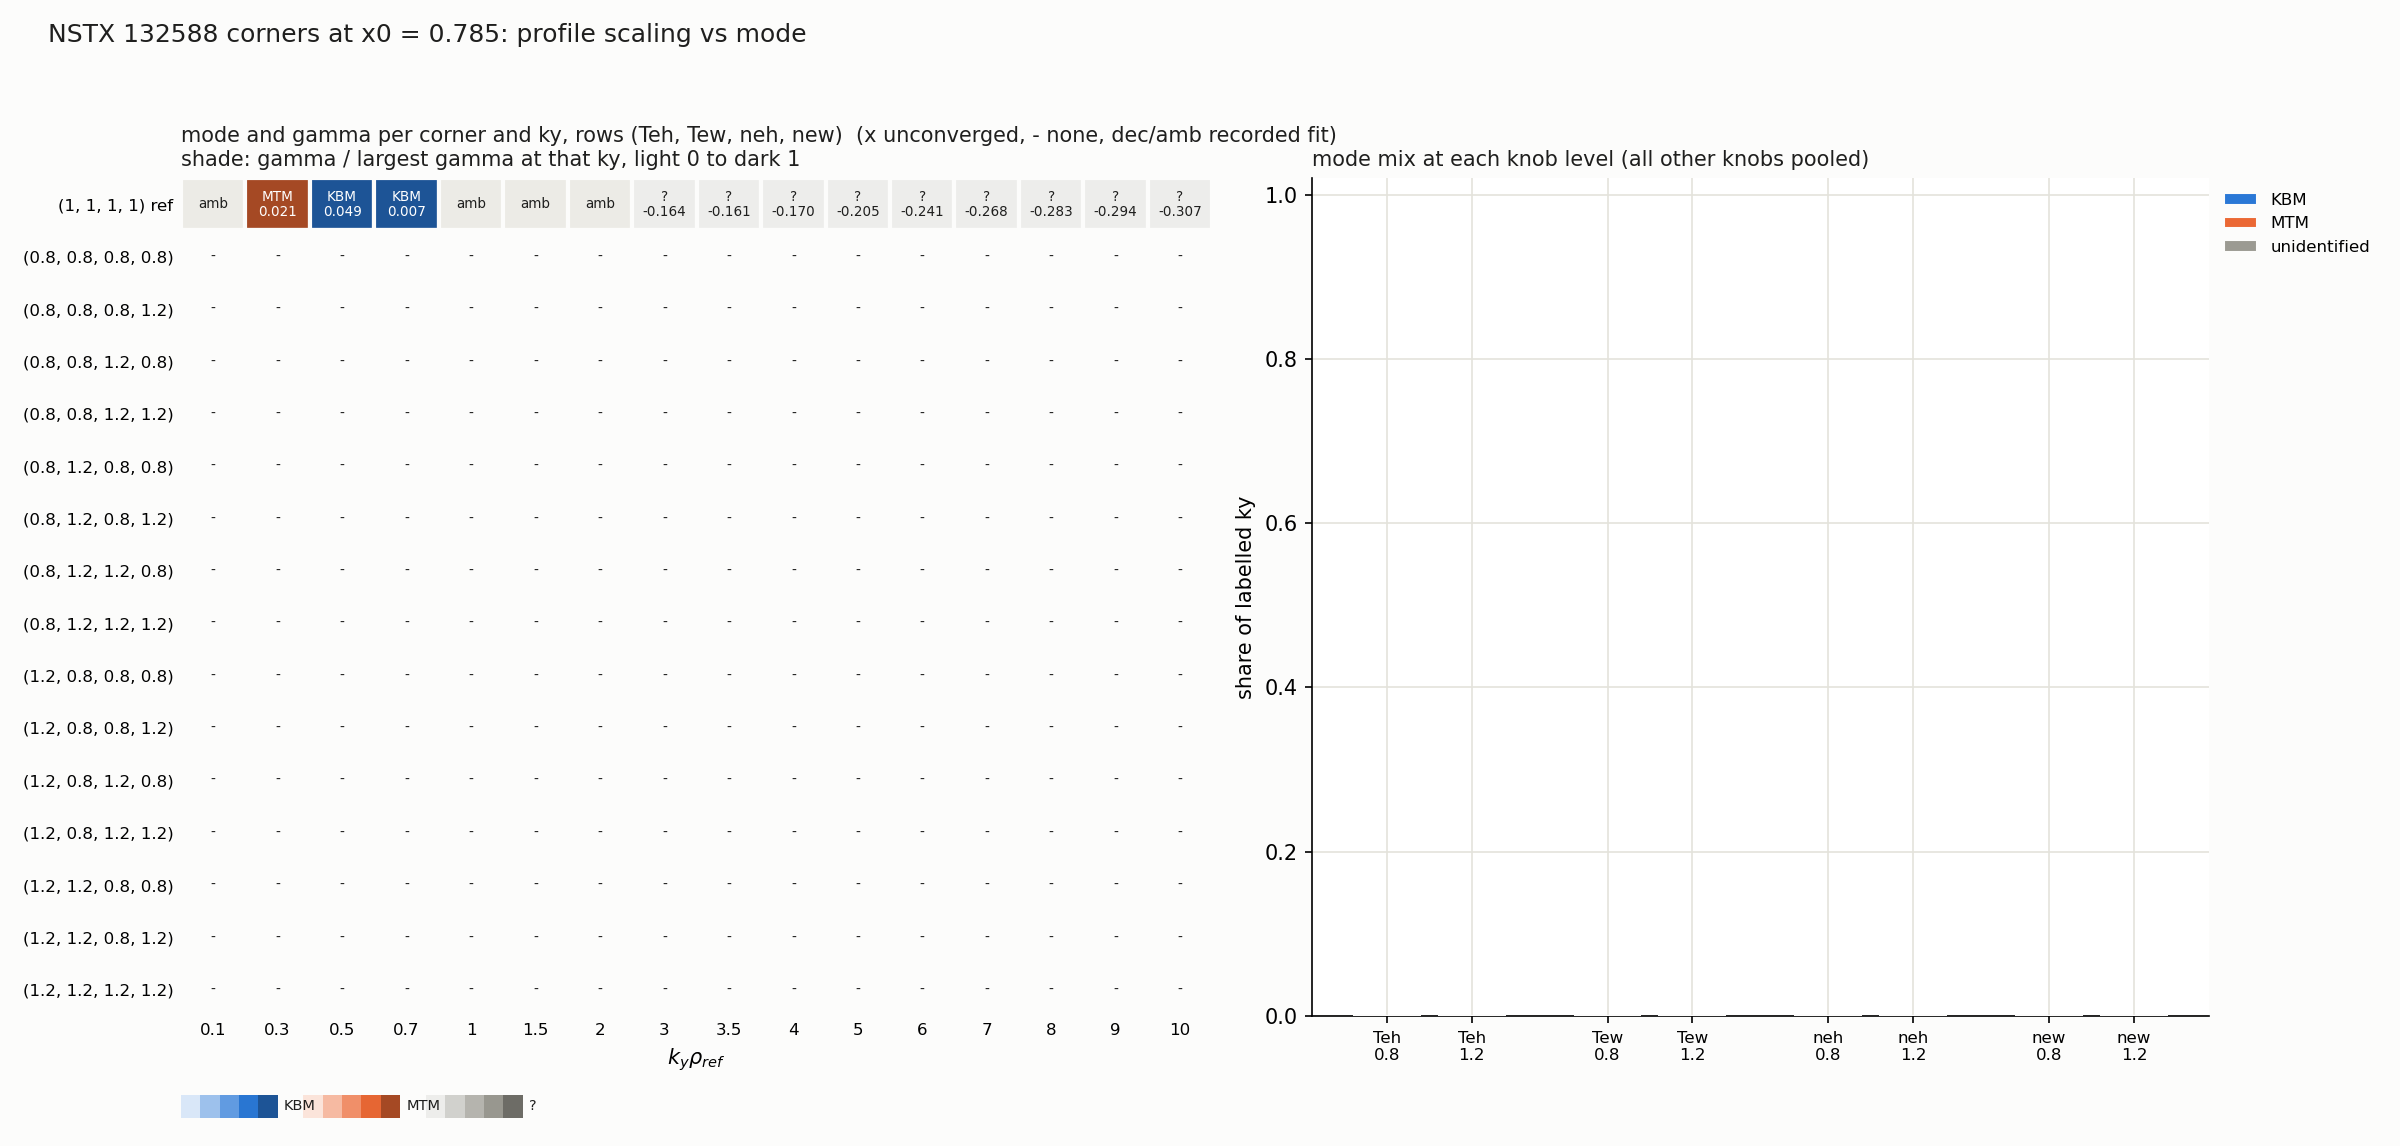 NSTX 132588 corners at x0 = 0.785: profile scaling vs mode
mode and gamma per corner and ky, rows (Teh, Tew, neh, new)  (x unconverged, - none, dec/amb recorded fit)
shade: gamma / largest gamma at that ky, light 0 to dark 1
(1, 1, 1, 1) ref amb MTM 0.021 KBM 0.049 KBM 0.007 amb amb amb ? -0.164 ? -0.161 ? -0.170 ? -0.205 ? -0.241 ? -0.268 ? -0.283 ? -0.294 ? -0.307
(0.8, 0.8, 0.8, 0.8) - - - - - - - - - - - - - - - -
(0.8, 0.8, 0.8, 1.2) - - - - - - - - - - - - - - - -
(0.8, 0.8, 1.2, 0.8) - - - - - - - - - - - - - - - -
(0.8, 0.8, 1.2, 1.2) - - - - - - - - - - - - - - - -
(0.8, 1.2, 0.8, 0.8) - - - - - - - - - - - - - - - -
(0.8, 1.2, 0.8, 1.2) - - - - - - - - - - - - - - - -
(0.8, 1.2, 1.2, 0.8) - - - - - - - - - - - - - - - -
(0.8, 1.2, 1.2, 1.2) - - - - - - - - - - - - - - - -
(1.2, 0.8, 0.8, 0.8) - - - - - - - - - - - - - - - -
(1.2, 0.8, 0.8, 1.2) - - - - - - - - - - - - - - - -
(1.2, 0.8, 1.2, 0.8) - - - - - - - - - - - - - - - -
(1.2, 0.8, 1.2, 1.2) - - - - - - - - - - - - - - - -
(1.2, 1.2, 0.8, 0.8) - - - - - - - - - - - - - - - -
(1.2, 1.2, 0.8, 1.2) - - - - - - - - - - - - - - - -
(1.2, 1.2, 1.2, 1.2) - - - - - - - - - - - - - - - -
0.1 0.3 0.5 0.7 1 1.5 2 3 3.5 4 5 6 7 8 9 10
k_yρ_ref
KBM MTM ?
mode mix at each knob level (all other knobs pooled)
share of labelled ky
1.0
0.8
0.6
0.4
0.2
0.0
Teh Teh Tew Tew neh neh new new
0.8 1.2 0.8 1.2 0.8 1.2 0.8 1.2
KBM
MTM
unidentified